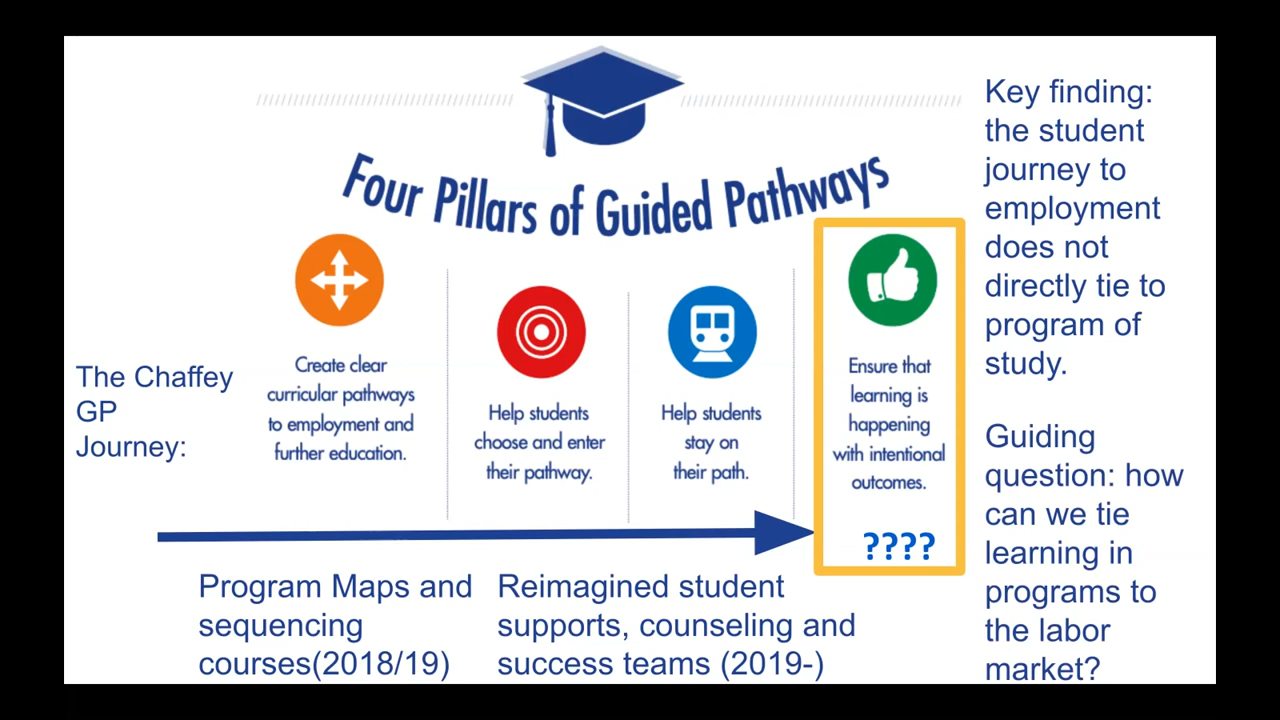 Four Pillars of Guided Pathways
The Chaffey
GP
Journey:
Create clear
curricular pathways
to employment and
further education.
Help students
choose and enter
their pathway.
Help students
stay on
their path.
Ensure that
learning is
happening
with intentional
outcomes.
????
Program Maps and
sequencing
courses(2018/19)
Reimagined student
supports, counseling and
success teams (2019-)
Key finding:
the student
journey to
employment
does not
directly tie to
program of
study.
Guiding
question: how
can we tie
learning in
programs to
the labor
market?